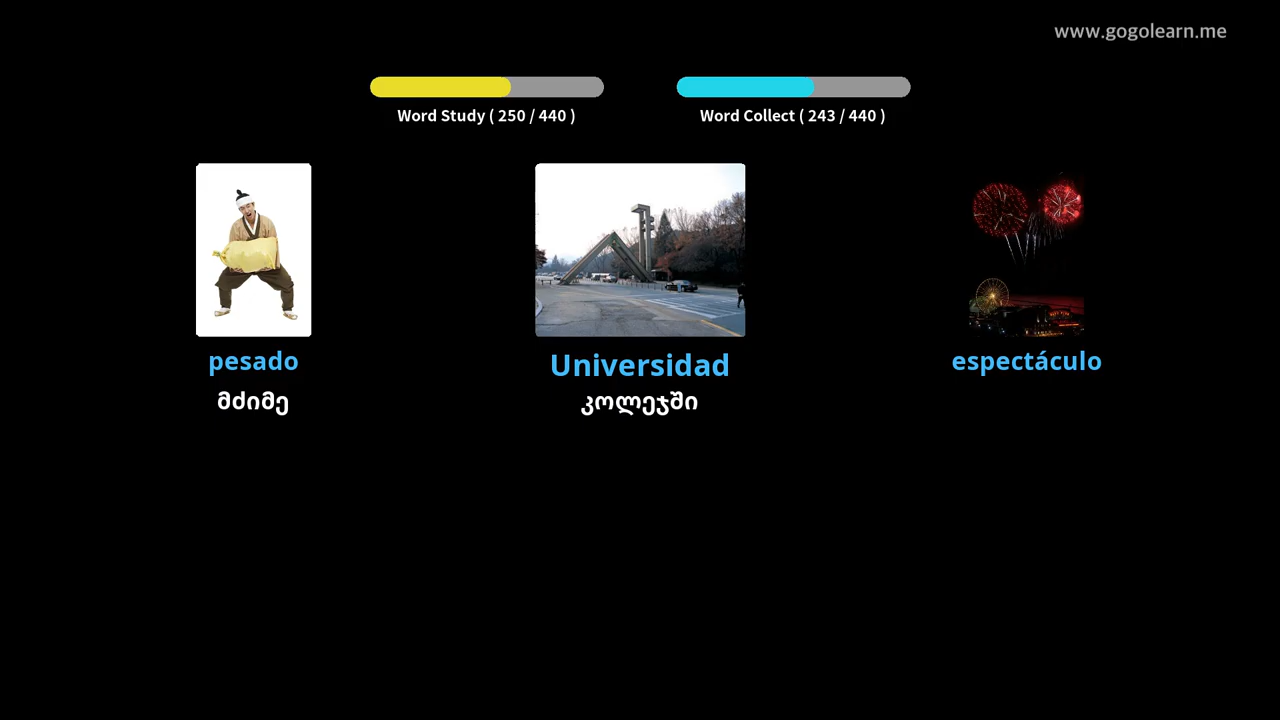 www.gogolearn.me
Word Study ( 250 / 440 )
Word Collect ( 243 / 440 )
pesado
Universidad
espectáculo
მძიმე
კოლეჯში